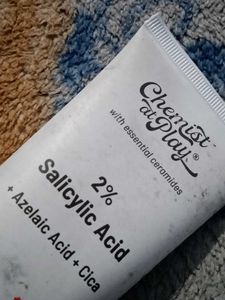 Chemist
at Play®
with essential ceramides
2%
Salicylic Acid
+ Azelaic Acid + Cica